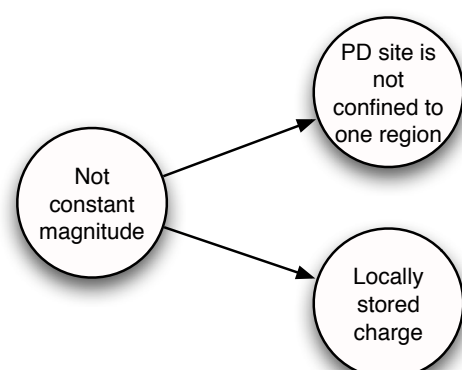 Not
constant
magnitude
PD site is
not
confined to
one region
Locally
stored
charge